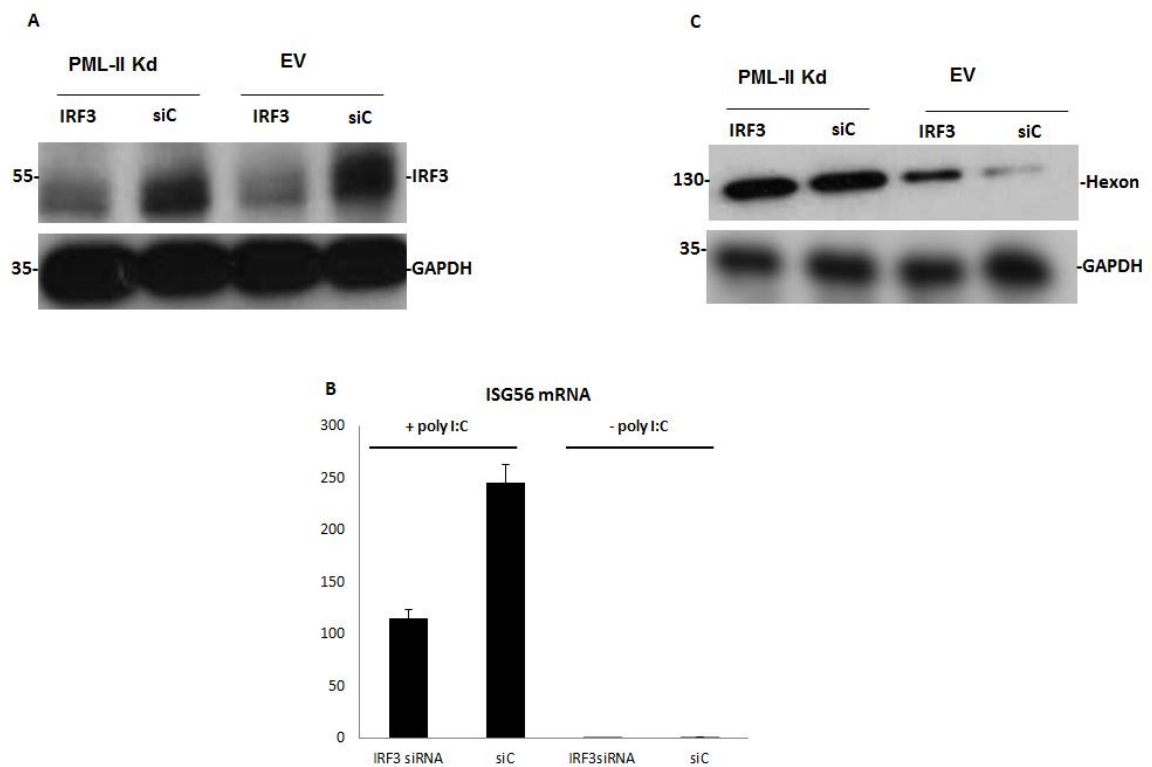 A
PML-II Kd EV
IRF3 siC IRF3 siC
55- -IRF3
35- -GAPDH
C
PML-II Kd EV
IRF3 siC IRF3 siC
130- -Hexon
35- -GAPDH
B
ISG56 mRNA
+ poly I:C - poly I:C
300
250
200
150
100
50
0
IRF3 siRNA siC IRF3siRNA siC